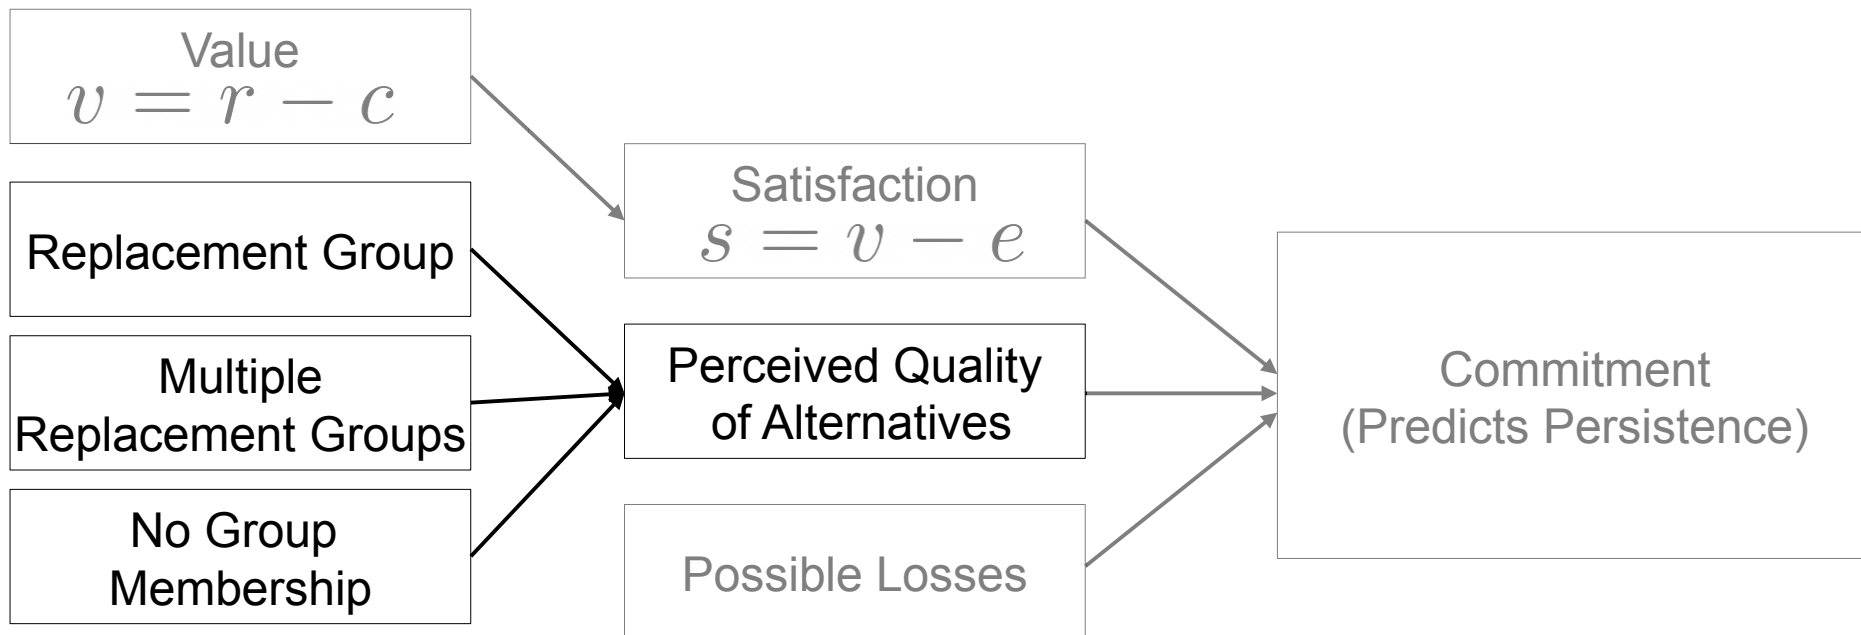 Value
v = r − c
Replacement Group
Multiple
Replacement Groups
No Group
Membership
Satisfaction
s = v − e
Perceived Quality
of Alternatives
Possible Losses
Commitment
(Predicts Persistence)